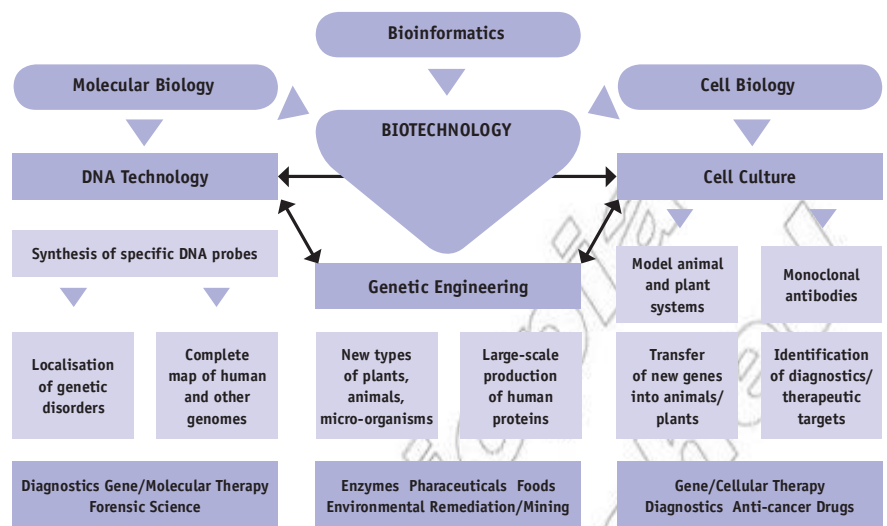 Bioinformatics
Molecular Biology
Cell Biology
BIOTECHNOLOGY
DNA Technology
Cell Culture
Synthesis of specific DNA probes
Genetic Engineering
Model animal
and plant
systems
Monoclonal
antibodies
Localisation
of genetic
disorders
Complete
map of human
and other
genomes
New types
of plants,
animals,
micro-organisms
Large-scale
production
of human
proteins
Transfer
of new genes
into animals/
plants
Identification
of diagnostics/
therapeutic
targets
Diagnostics Gene/Molecular Therapy
Forensic Science
Enzymes Pharaceuticals Foods
Environmental Remediation/Mining
Gene/Cellular Therapy
Diagnostics Anti-cancer Drugs